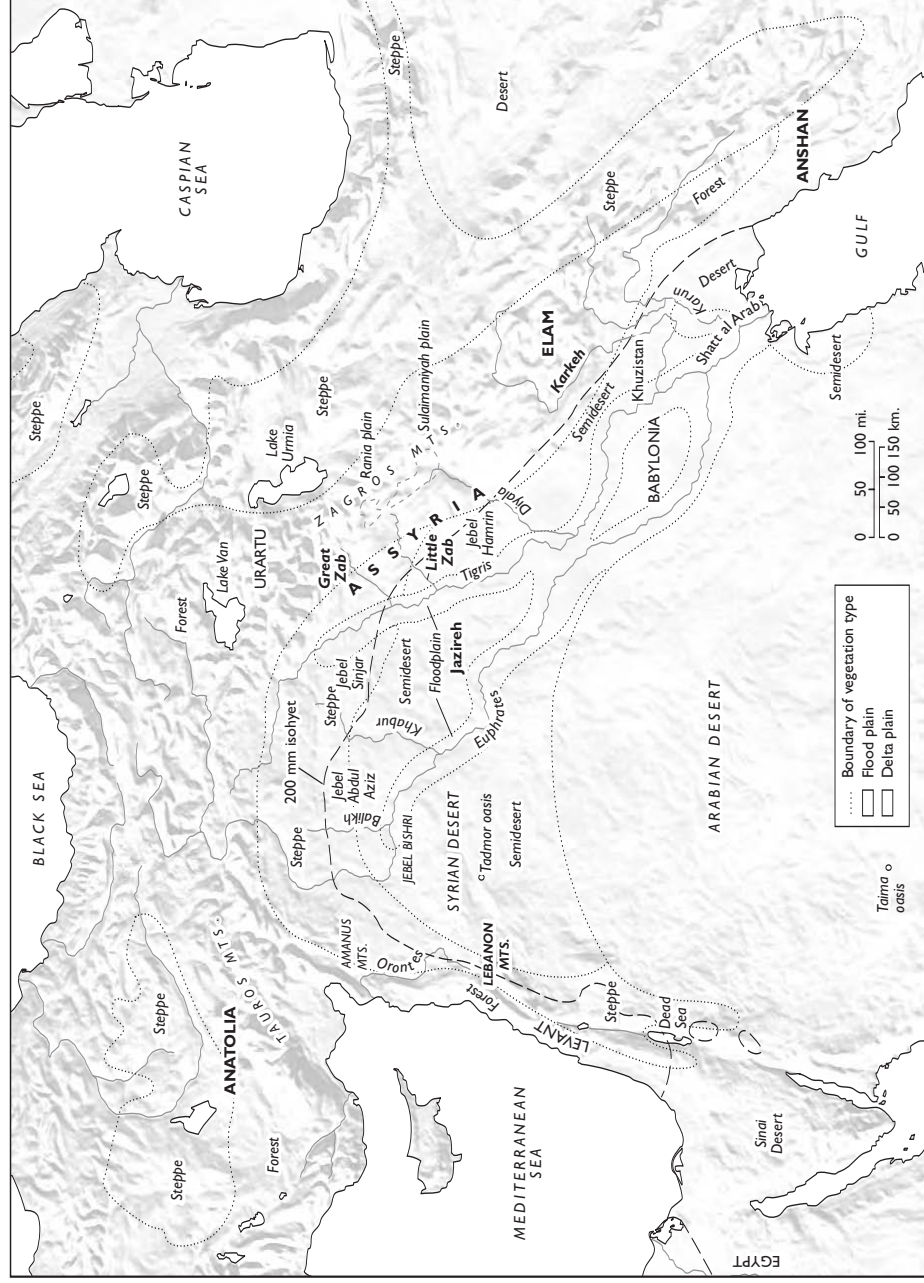 BLACK SEA
CASPIAN
SEA
Steppe
Steppe
Steppe
Steppe
ANATOLIA
TAUROS MTS.
Forest
Forest
Lake Van
URARTU
Lake
Urmia
Steppe
Steppe
Steppe
Desert
Steppe
200 mm isohyet
Steppe
Jebel
Sinjar
Great
Zab
ZAGROS MTS.
Rania plain
Sulaimaniyah plain
ASSYRIA
Little
Zab
Jebel
Hamrin
Diyala
Tigris
AMANUS
MTS.
Orontes
Balikh
Jebel
Abdul
Aziz
Khabur
Semidesert
Floodplain
Jazireh
JEBEL BISHRI
Euphrates
SYRIAN DESERT
Tadmor oasis
Semidesert
LEBANON
MTS.
Forest
LEVANT
Steppe
Dead
Sea
MEDITERRANEAN
SEA
Sinai
Desert
EGYPT
ELAM
Karkeh
Semidesert
Khuzistan
BABYLONIA
Steppe
Forest
ANSHAN
Karun
Desert
Shatt al Arab
GULF
Semidesert
ARABIAN DESERT
Taima
oasis
Boundary of vegetation type
Flood plain
Delta plain
0 50 100 mi.
0 50 100 150 km.